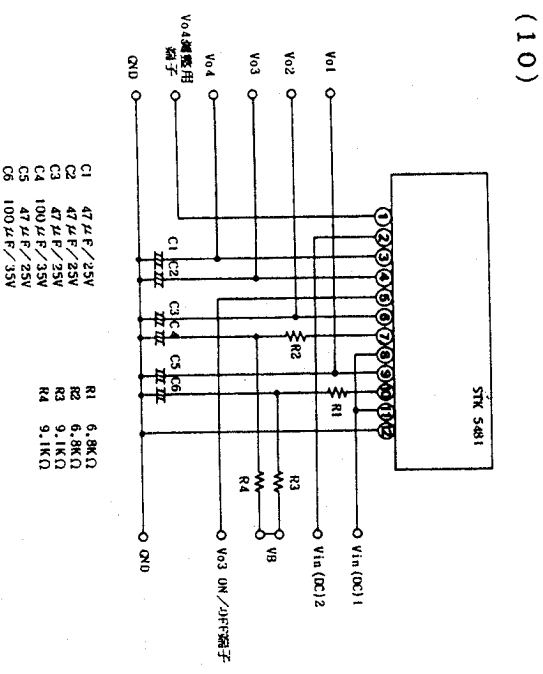 (10)
STK 5481
1 2 3 4 5 6 7 8 9 10 11 12
Vo1
Vo2
Vo3
Vo4
Vo4調整用
端子
GND
C1
C2
C3
C4
C5
C6
R2
R1
R3
R4
Vin(DC)1
Vin(DC)2
VB
Vo3 ON/OFF端子
GND
C1 47μF/25V
C2 47μF/25V
C3 47μF/25V
C4 100μF/35V
C5 47μF/25V
C6 100μF/35V
R1 6.8KΩ
R2 6.8KΩ
R3 9.1KΩ
R4 9.1KΩ